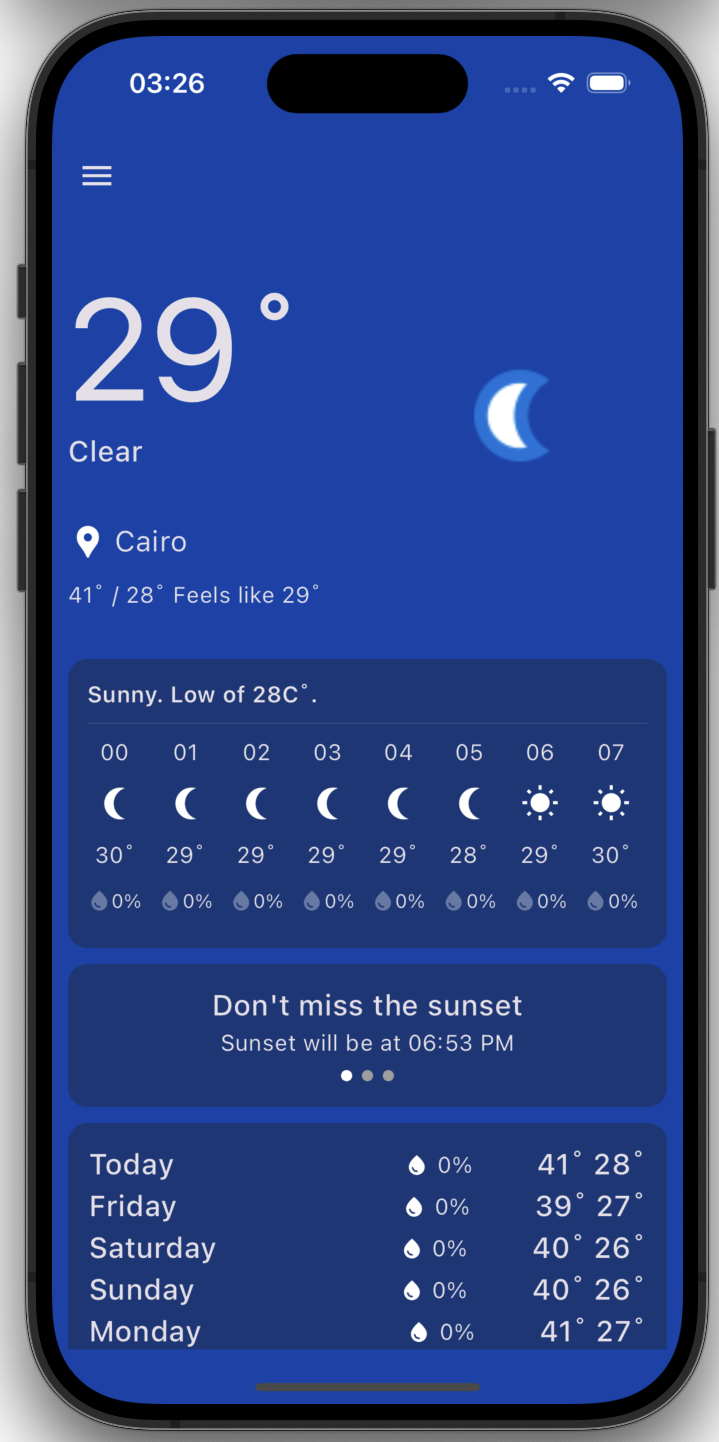 03:26
29°
Clear
Cairo
41° / 28° Feels like 29°
Sunny. Low of 28C°.
00 01 02 03 04 05 06 07
30° 29° 29° 29° 29° 28° 29° 30°
0% 0% 0% 0% 0% 0% 0% 0%
Don't miss the sunset
Sunset will be at 06:53 PM
Today 0% 41° 28°
Friday 0% 39° 27°
Saturday 0% 40° 26°
Sunday 0% 40° 26°
Monday 0% 41° 27°